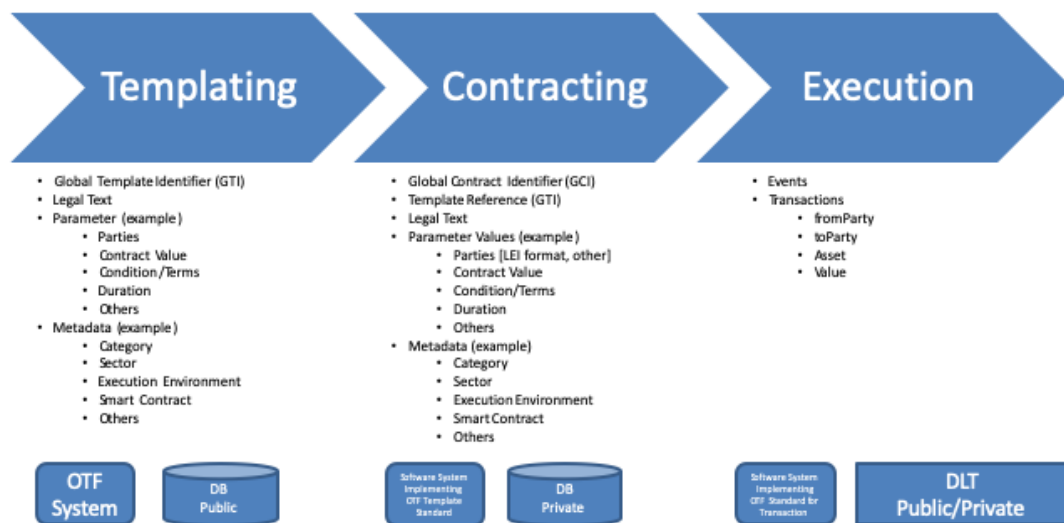 Templating
Contracting
Execution
• Global Template Identifier (GTI)
• Legal Text
• Parameter (example)
• Parties
• Contract Value
• Condition/Terms
• Duration
• Others
• Metadata (example)
• Category
• Sector
• Execution Environment
• Smart Contract
• Others
• Global Contract Identifier (GCI)
• Template Reference (GTI)
• Legal Text
• Parameter Values (example)
• Parties [LEI format, other]
• Contract Value
• Condition/Terms
• Duration
• Others
• Metadata (example)
• Category
• Sector
• Execution Environment
• Smart Contract
• Others
• Events
• Transactions
• fromParty
• toParty
• Asset
• Value
OTF
System
DB
Public
Software System
Implementing
OTF Template
Standard
DB
Private
Software System
Implementing
OTF Standard for
Transaction
DLT
Public/Private